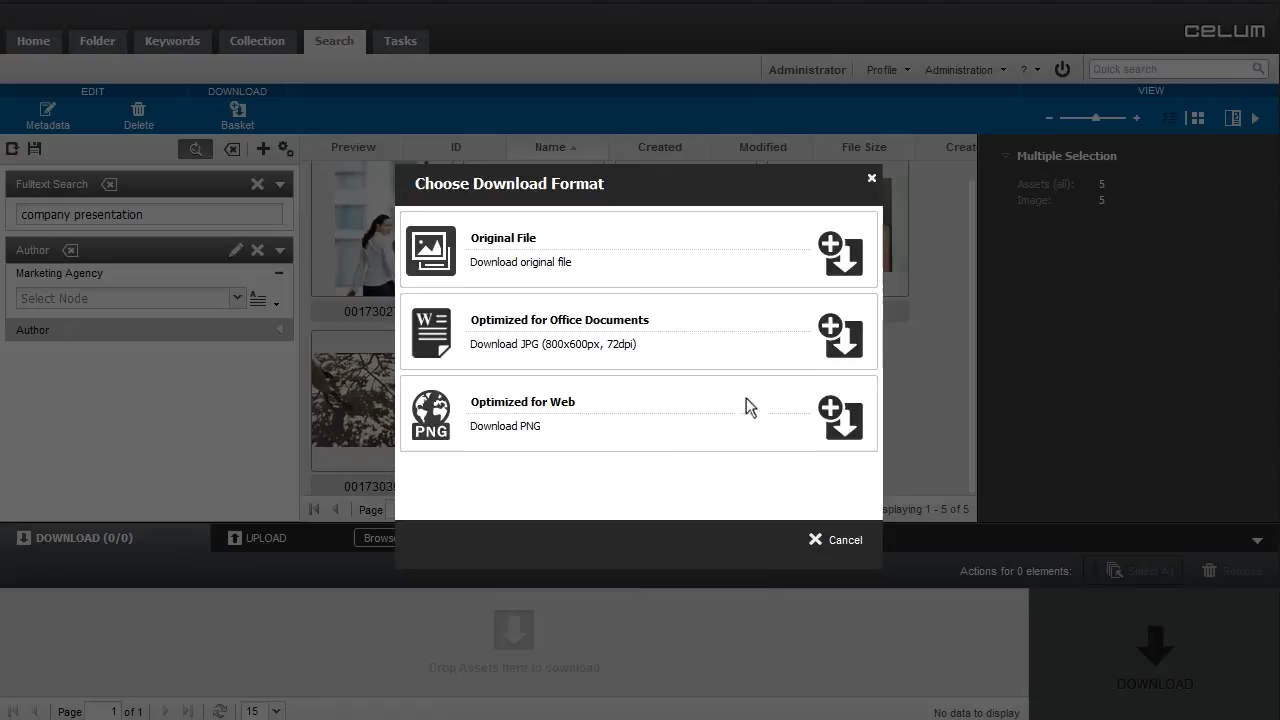 Home
Folder
Keywords
Collection
Search
Tasks
CELUM
Administrator
Profile
Administration
?
Quick search
EDIT
DOWNLOAD
VIEW
Metadata
Delete
Basket
Preview
ID
Name
Created
Modified
File Size
Creat
Fulltext Search
company presentation
Author
Marketing Agency
Select Node
Author
Multiple Selection
Assets (all): 5
Image: 5
Choose Download Format
Original File
Download original file
W
Optimized for Office Documents
Download JPG (800x600px, 72dpi)
PNG
Optimized for Web
Download PNG
Cancel
Page
splaying 1 - 5 of 5
DOWNLOAD (0/0)
UPLOAD
Brows
Actions for 0 elements:
Select All
Remove
Drop Assets here to download
DOWNLOAD
Page 1 of 1
15
No data to display